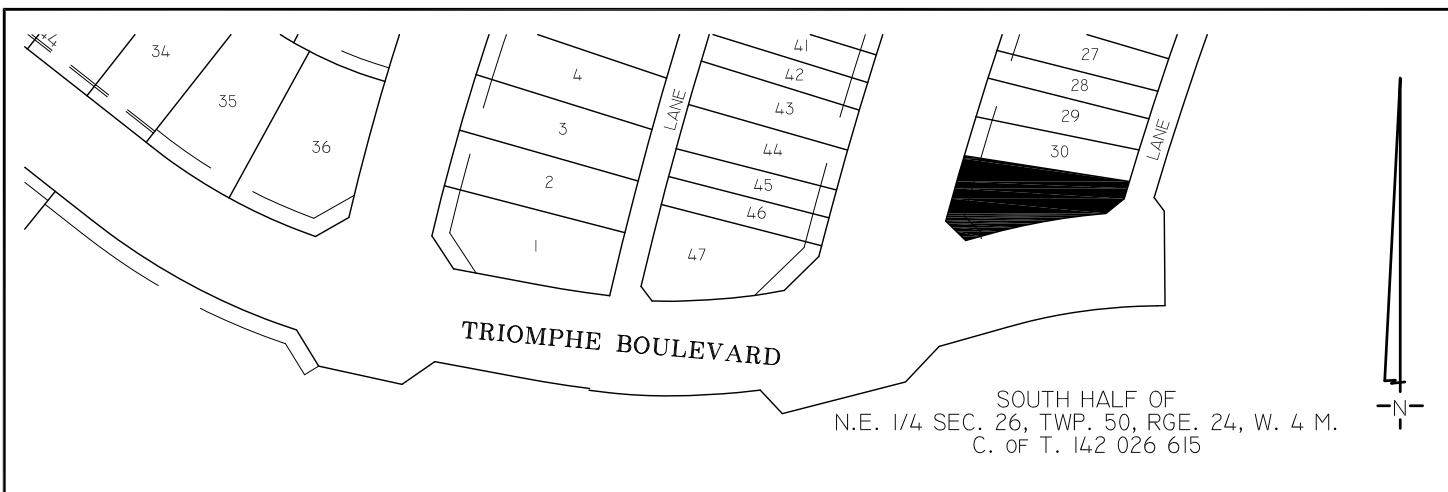 44
34
35
36
4
3
2
1
LANE
41
42
43
44
45
46
47
27
28
29
30
LANE
TRIOMPHE BOULEVARD
SOUTH HALF OF
N.E. 1/4 SEC. 26, TWP. 50, RGE. 24, W. 4 M.
C. OF T. 142 026 615
N